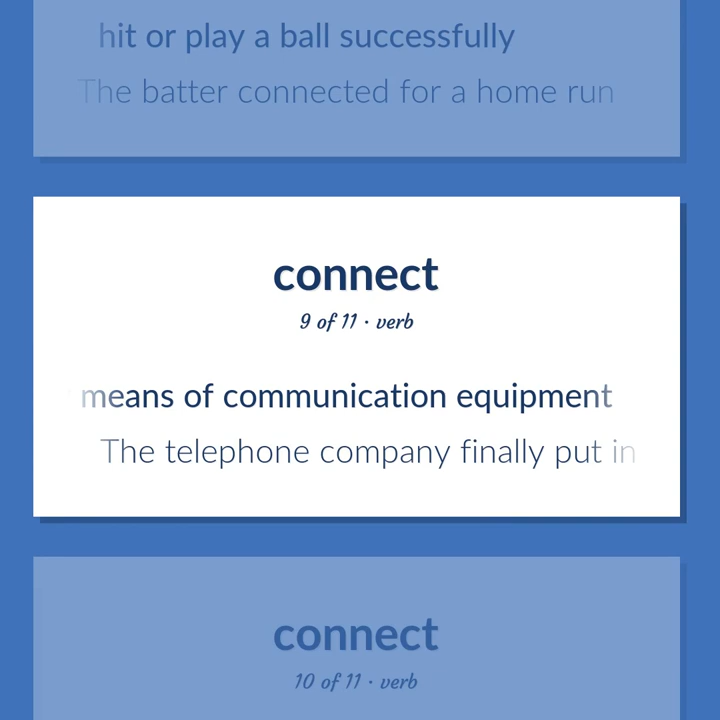 hit or play a ball successfully
The batter connected for a home run
connect
9 of 11 · verb
means of communication equipment
The telephone company finally put in
connect
10 of 11 · verb